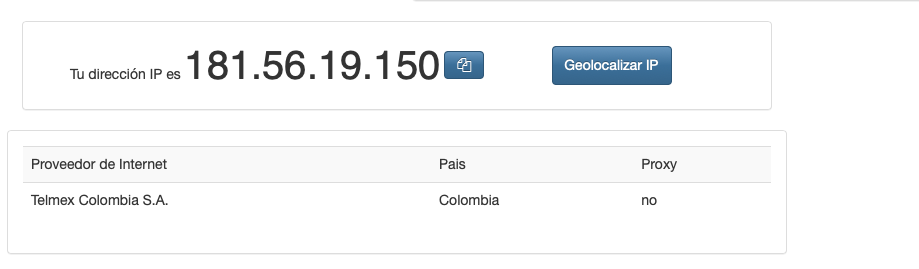 Tu dirección IP es 181.56.19.150 Geolocalizar IP
Proveedor de Internet Pais Proxy
Telmex Colombia S.A. Colombia no